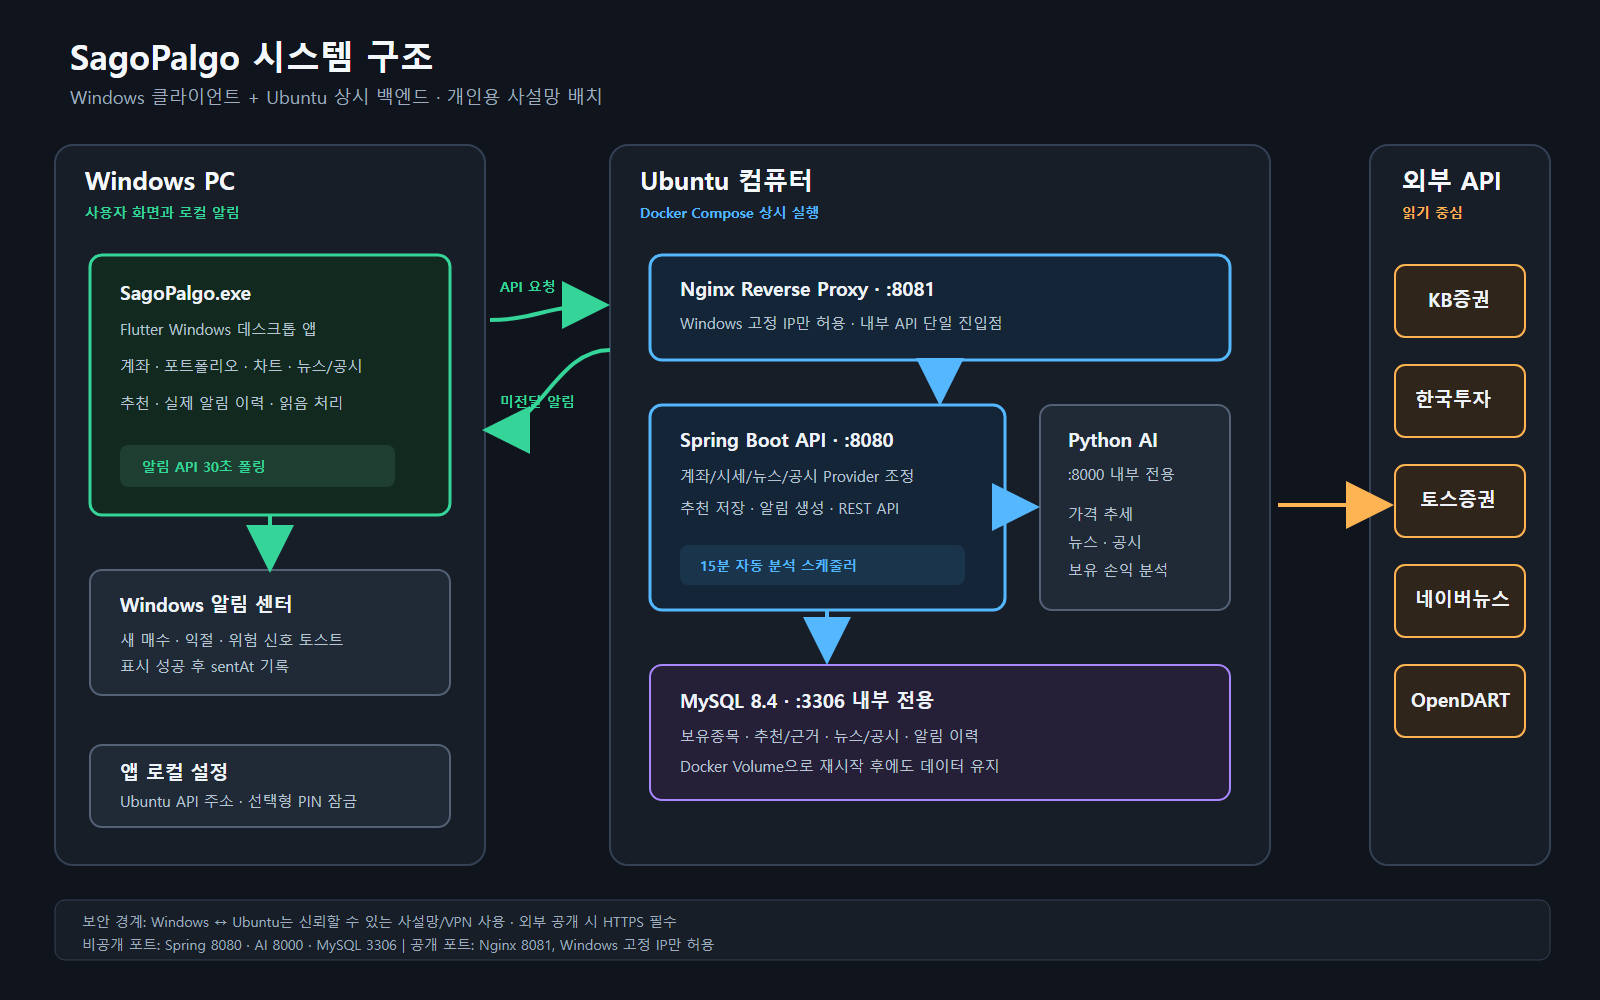 SagoPalgo 시스템 구조
Windows 클라이언트 + Ubuntu 상시 백엔드 · 개인용 사설망 배치
Windows PC
사용자 화면과 로컬 알림
SagoPalgo.exe
Flutter Windows 데스크톱 앱
계좌 · 포트폴리오 · 차트 · 뉴스/공시
추천 · 실제 알림 이력 · 읽음 처리
알림 API 30초 폴링
Windows 알림 센터
새 매수 · 익절 · 위험 신호 토스트
표시 성공 후 sentAt 기록
앱 로컬 설정
Ubuntu API 주소 · 선택형 PIN 잠금
API 요청
미전달 알림
Ubuntu 컴퓨터
Docker Compose 상시 실행
Nginx Reverse Proxy · :8081
Windows 고정 IP만 허용 · 내부 API 단일 진입점
Spring Boot API · :8080
계좌/시세/뉴스/공시 Provider 조정
추천 저장 · 알림 생성 · REST API
15분 자동 분석 스케줄러
Python AI
:8000 내부 전용
가격 추세
뉴스 · 공시
보유 손익 분석
MySQL 8.4 · :3306 내부 전용
보유종목 · 추천/근거 · 뉴스/공시 · 알림 이력
Docker Volume으로 재시작 후에도 데이터 유지
외부 API
읽기 중심
KB증권
한국투자
토스증권
네이버뉴스
OpenDART
보안 경계: Windows ↔ Ubuntu는 신뢰할 수 있는 사설망/VPN 사용 · 외부 공개 시 HTTPS 필수
비공개 포트: Spring 8080 · AI 8000 · MySQL 3306 | 공개 포트: Nginx 8081, Windows 고정 IP만 허용